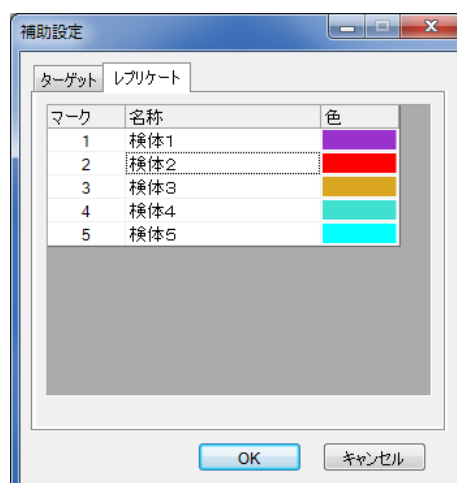 補助設定
ターゲット レプリケート
マーク 名称 色
1 検体1
2 検体2
3 検体3
4 検体4
5 検体5
OK キャンセル